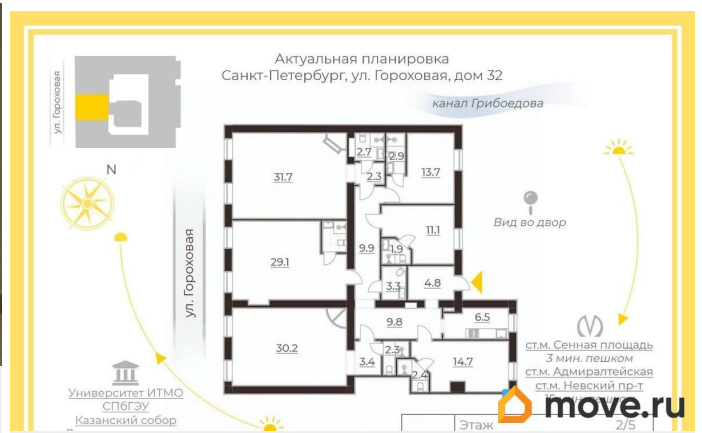 Актуальная планировка
Санкт-Петербург, ул. Гороховая, дом 32
ул. Гороховая
канал Грибоедова
N
2.7
2.9
13.7
31.7
2.3
11.1
Вид во двор
9.9
1.9
29.1
ул. Гороховая
3.3
4.8
9.8
6.5
30.2
3.4
2.3
14.7
2.4
ст.м. Сенная площадь
3 мин. пешком
ст.м. Адмиралтейская
ст.м. Невский пр-т
Университет ИТМО
СПбГЭУ
Казанский собор
move.ru
Этаж 2/5